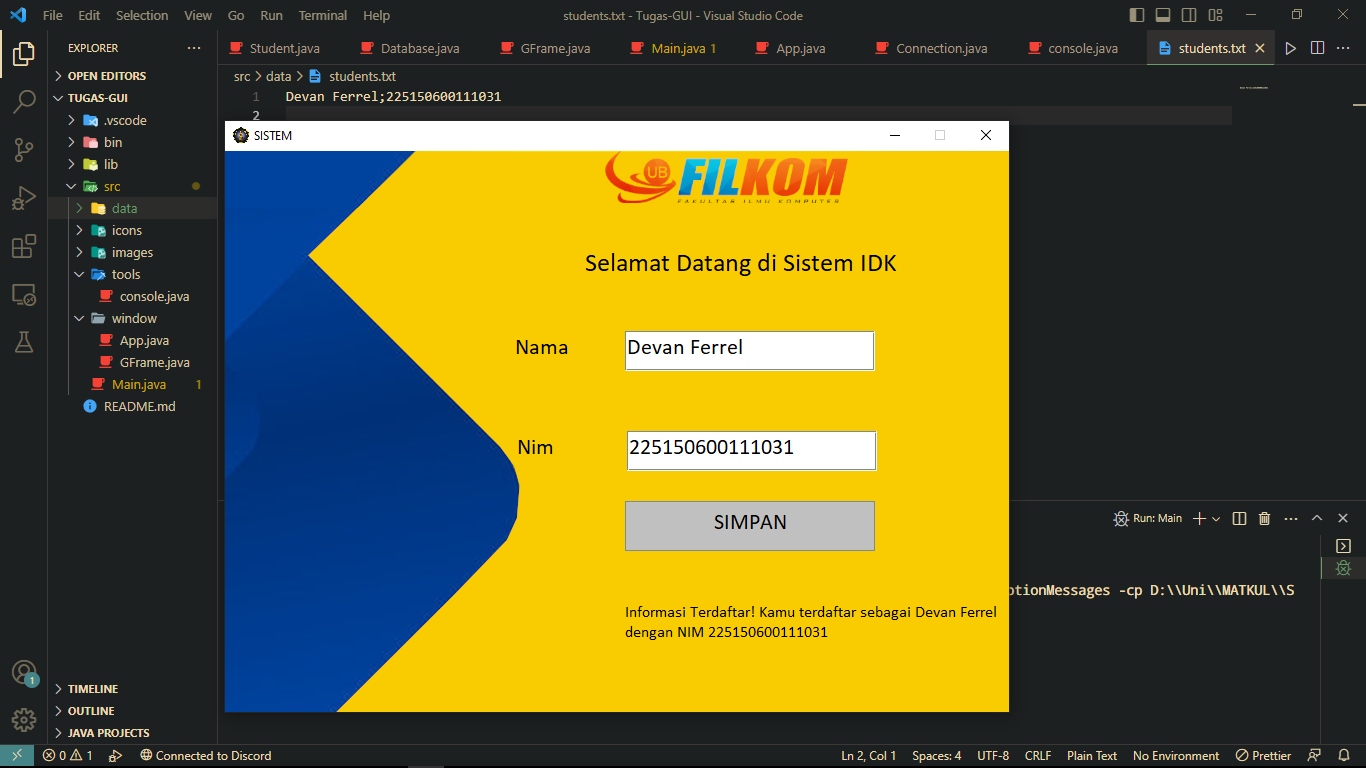 File Edit Selection View Go Run Terminal Help
students.txt - Tugas-GUI - Visual Studio Code
EXPLORER
OPEN EDITORS
TUGAS-GUI
.vscode
bin
lib
src
data
icons
images
tools
console.java
window
App.java
GFrame.java
Main.java 1
README.md
TIMELINE
OUTLINE
JAVA PROJECTS
Student.java Database.java GFrame.java Main.java 1 App.java Connection.java console.java students.txt
src > data > students.txt
1 Devan Ferrel;225150600111031
2
SISTEM
UB FILKOM
FAKULTAS ILMU KOMPUTER
Selamat Datang di Sistem IDK
Nama Devan Ferrel
Nim 225150600111031
SIMPAN
Informasi Terdaftar! Kamu terdaftar sebagai Devan Ferrel
dengan NIM 225150600111031
Run: Main
ptionMessages -cp D:\\Uni\\MATKUL\\S
1
0 1 Connected to Discord Ln 2, Col 1 Spaces: 4 UTF-8 CRLF Plain Text No Environment Prettier